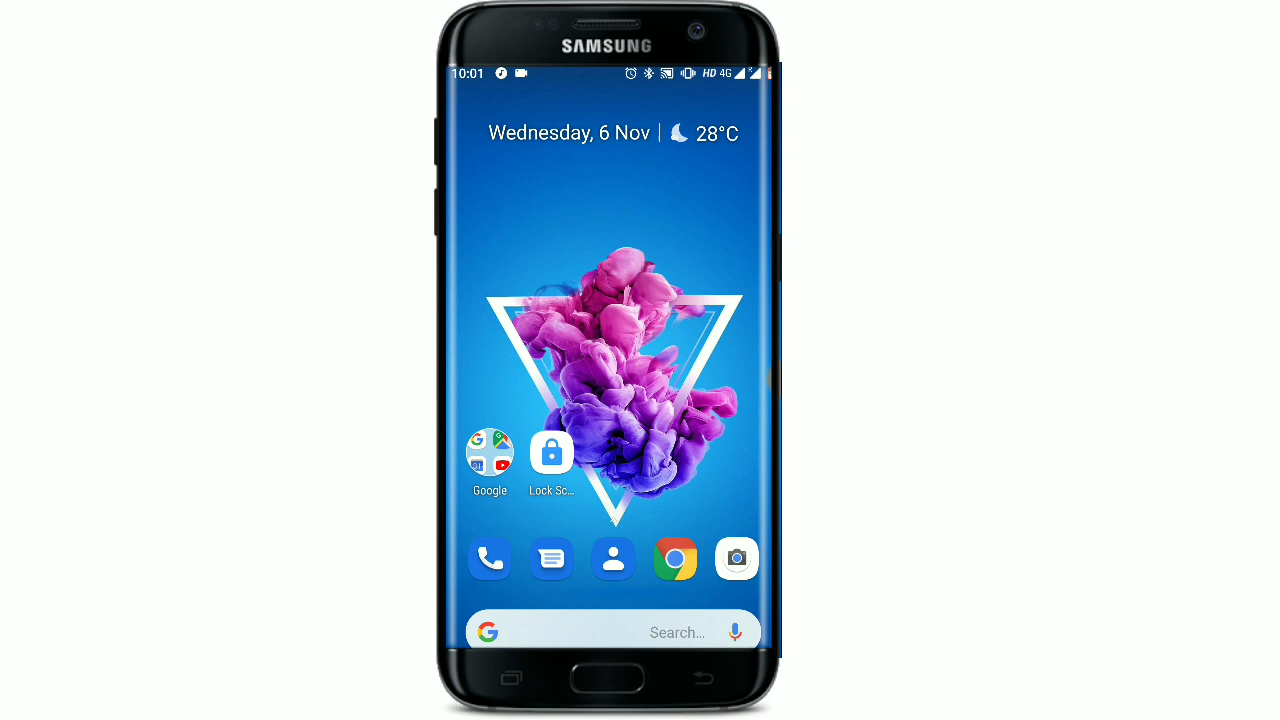 SAMSUNG
10:01 HD 4G
Wednesday, 6 Nov | 28°C
Google Lock Sc...
Search...